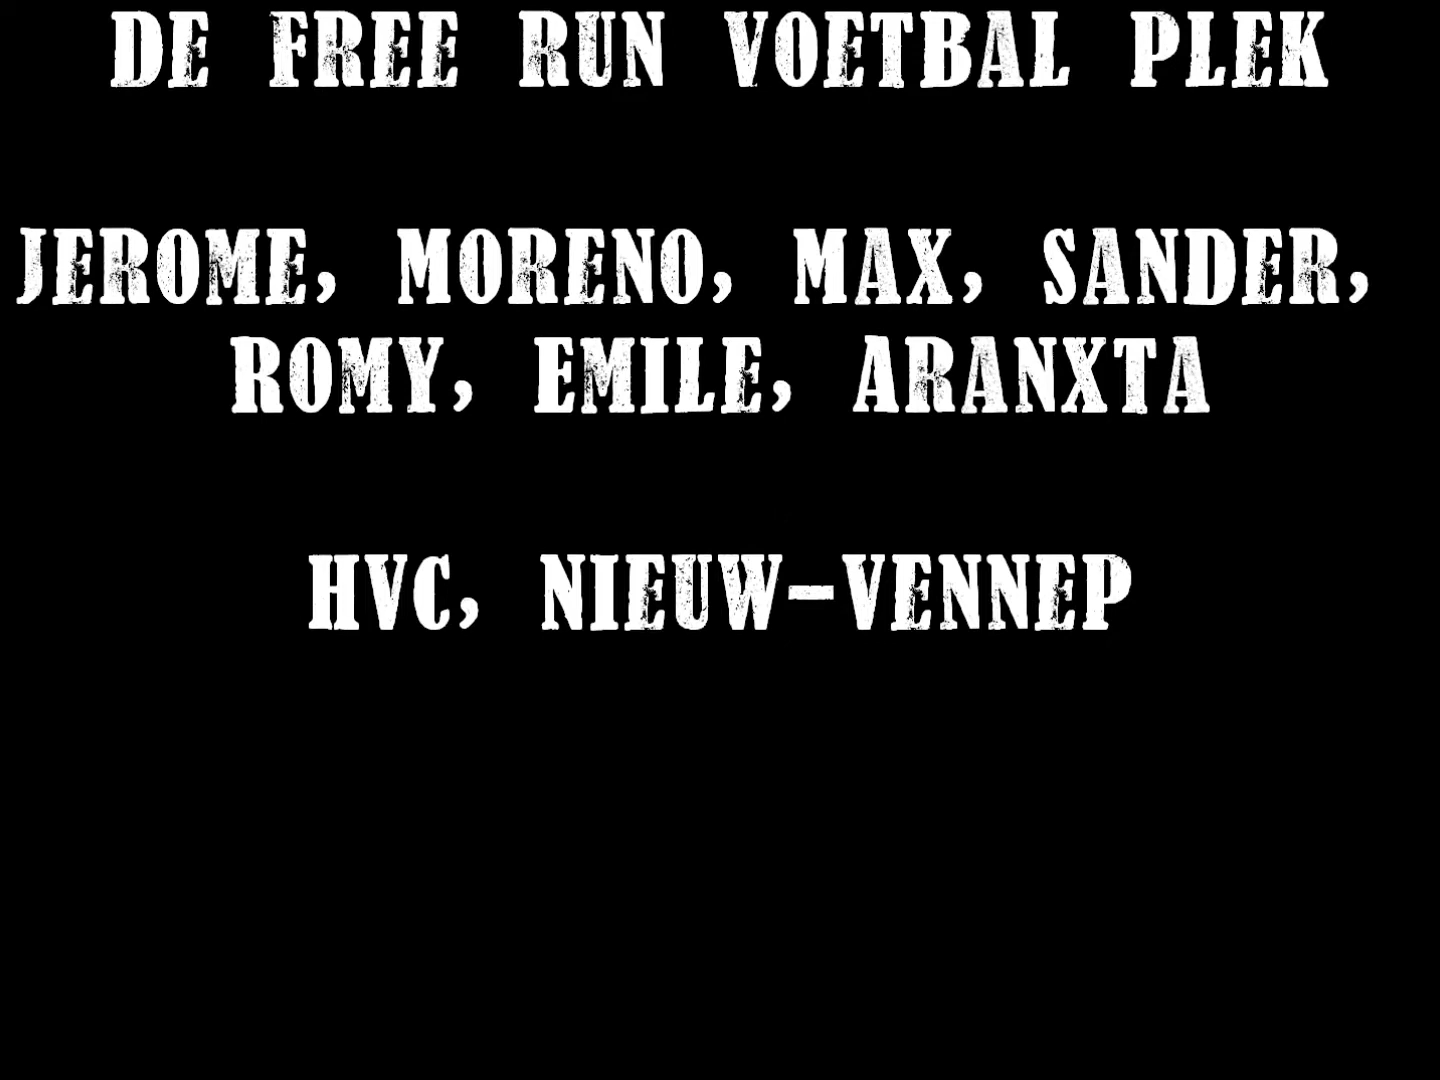 DE FREE RUN VOETBAL PLEK
JEROME, MORENO, MAX, SANDER,
ROMY, EMILE, ARANXTA
HVC, NIEUW-VENNEP